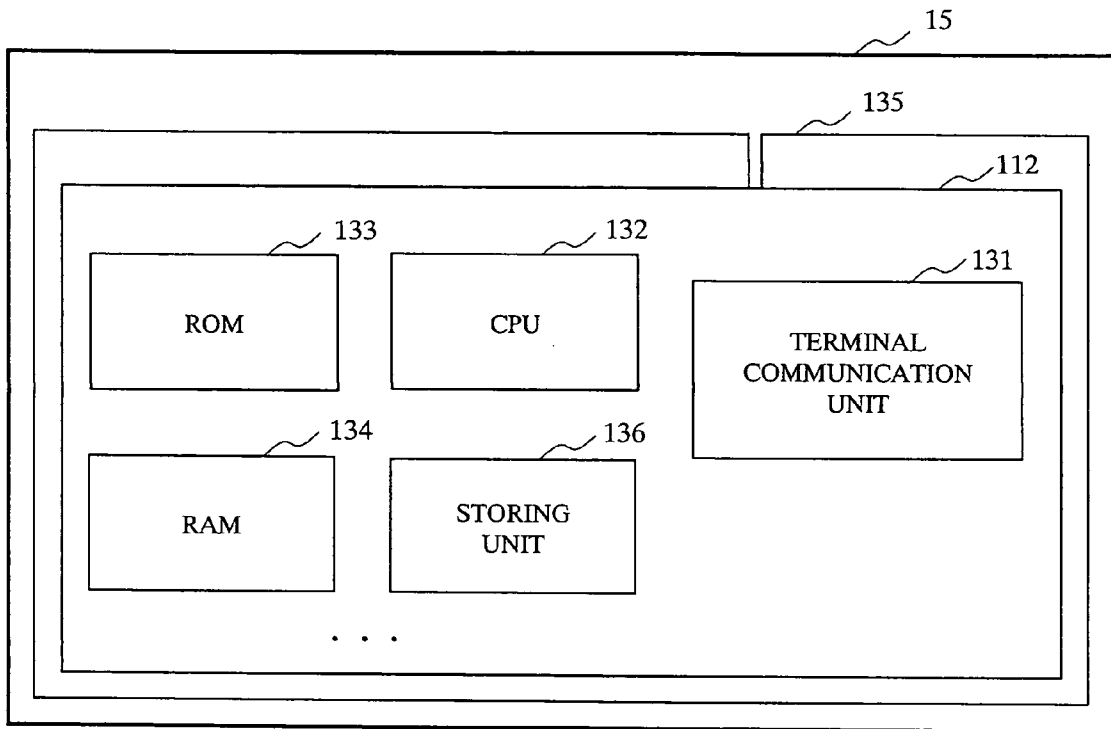 15
135
112
133
132
131
ROM
CPU
TERMINAL
COMMUNICATION
UNIT
134
136
RAM
STORING
UNIT
. . .